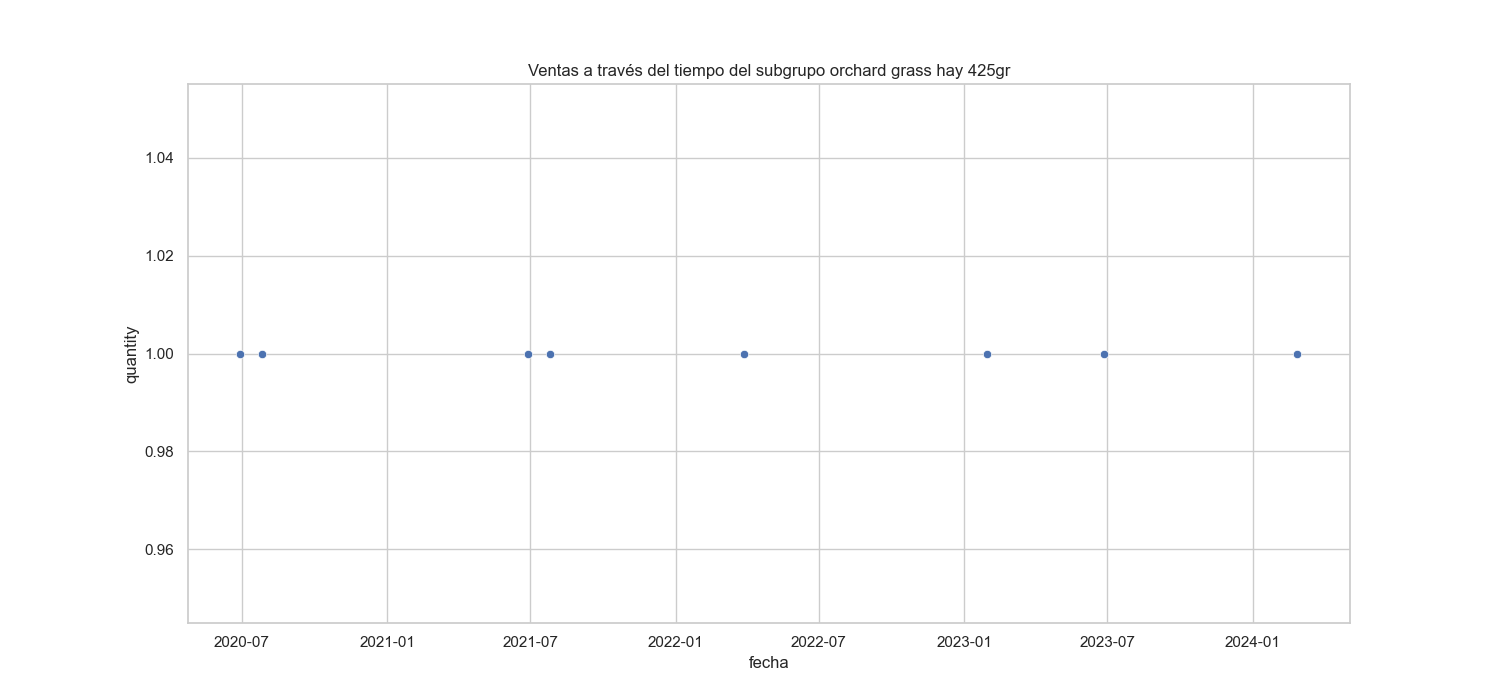 Ventas a través del tiempo del subgrupo orchard grass hay 425gr
1.04
1.02
1.00
0.98
0.96
quantity
2020-07 2021-01 2021-07 2022-01 2022-07 2023-01 2023-07 2024-01
fecha